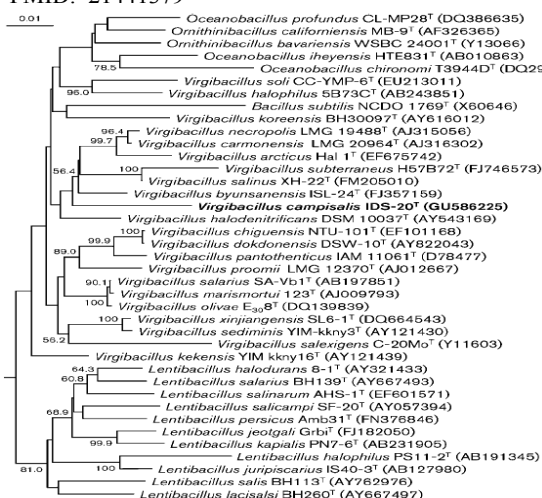 PMID: 21441379
0.01
Oceanobacillus profundus CL-MP28ᵀ (DQ386635)
Ornithinibacillus californiensis MB-9ᵀ (AF326365)
Ornithinibacillus bavariensis WSBC 24001ᵀ (Y13066)
Oceanobacillus iheyensis HTE831ᵀ (AB010863)
78.5
Oceanobacillus chironomi T3944Dᵀ (DQ29
Virgibacillus soli CC-YMP-6ᵀ (EU213011)
96.0
Virgibacillus halophilus 5B73Cᵀ (AB243851)
Bacillus subtilis NCDO 1769ᵀ (X60646)
Virgibacillus koreensis BH30097ᵀ (AY616012)
96.4
Virgibacillus necropolis LMG 19488ᵀ (AJ315056)
99.7
Virgibacillus carmonensis LMG 20964ᵀ (AJ316302)
Virgibacillus arcticus Hal 1ᵀ (EF675742)
56.4
100
Virgibacillus subterraneus H57B72ᵀ (FJ746573)
Virgibacillus salinus XH-22ᵀ (FM205010)
Virgibacillus byunsanensis ISL-24ᵀ (FJ357159)
Virgibacillus campisalis IDS-20ᵀ (GU586225)
Virgibacillus halodenitrificans DSM 10037ᵀ (AY543169)
100
Virgibacillus chiguensis NTU-101ᵀ (EF101168)
99.9
Virgibacillus dokdonensis DSW-10ᵀ (AY822043)
89.0
Virgibacillus pantothenticus IAM 11061ᵀ (D78477)
Virgibacillus proomii LMG 12370ᵀ (AJ012667)
90.1
Virgibacillus salarius SA-Vb1ᵀ (AB197851)
Virgibacillus marismortui 123ᵀ (AJ009793)
100
Virgibacillus olivae E₃₀8ᵀ (DQ139839)
100
Virgibacillus xinjiangensis SL6-1ᵀ (DQ664543)
Virgibacillus sediminis YIM-kkny3ᵀ (AY121430)
56.2
Virgibacillus salexigens C-20Moᵀ (Y11603)
Virgibacillus kekensis YIM kkny16ᵀ (AY121439)
64.3
Lentibacillus halodurans 8-1ᵀ (AY321433)
60.8
Lentibacillus salarius BH139ᵀ (AY667493)
Lentibacillus salinarum AHS-1ᵀ (EF601571)
68.9
Lentibacillus salicampi SF-20ᵀ (AY057394)
Lentibacillus persicus Amb31ᵀ (FN376846)
Lentibacillus jeotgali Grbiᵀ (FJ182050)
99.9
Lentibacillus kapialis PN7-6ᵀ (AB231905)
Lentibacillus halophilus PS11-2ᵀ (AB191345)
81.0
100
Lentibacillus juripiscarius IS40-3ᵀ (AB127980)
Lentibacillus salis BH113ᵀ (AY762976)
Lentibacillus lacisalsi BH260ᵀ (AY667497)